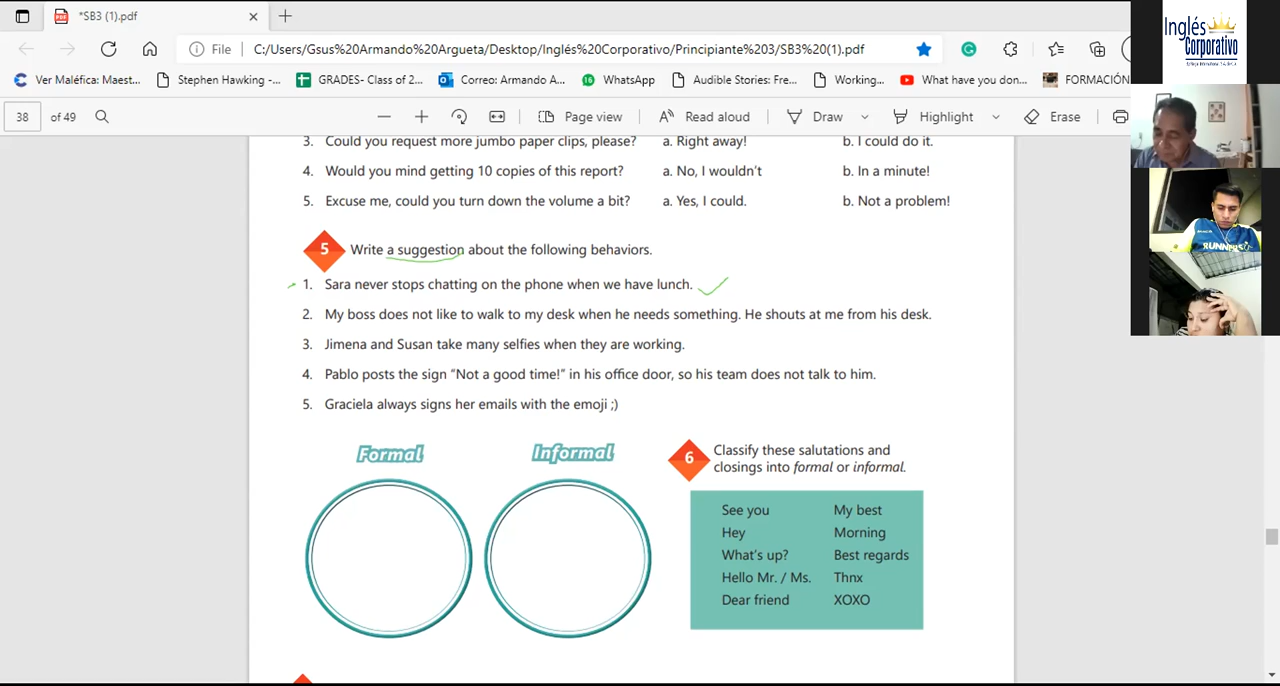 *SB3 (1).pdf
File C:/Users/Gsus%20Armando%20Argueta/Desktop/Inglés%20Corporativo/Principiante%203/SB3%20(1).pdf
Ver Maléfica: Maest... Stephen Hawking -... GRADES- Class of 2... Correo: Armando A... WhatsApp Audible Stories: Fre... Working... What have you don... FORMACIÓN
38 of 49 Page view Read aloud Draw Highlight Erase
Inglés
Corporativo
3. Could you request more jumbo paper clips, please? a. Right away! b. I could do it.
4. Would you mind getting 10 copies of this report? a. No, I wouldn't b. In a minute!
5. Excuse me, could you turn down the volume a bit? a. Yes, I could. b. Not a problem!
5 Write a suggestion about the following behaviors.
1. Sara never stops chatting on the phone when we have lunch.
2. My boss does not like to walk to my desk when he needs something. He shouts at me from his desk.
3. Jimena and Susan take many selfies when they are working.
4. Pablo posts the sign “Not a good time!” in his office door, so his team does not talk to him.
5. Graciela always signs her emails with the emoji ;)
Formal Informal
6 Classify these salutations and
closings into formal or informal.
See you My best
Hey Morning
What's up? Best regards
Hello Mr. / Ms. Thnx
Dear friend XOXO
RUNNERS